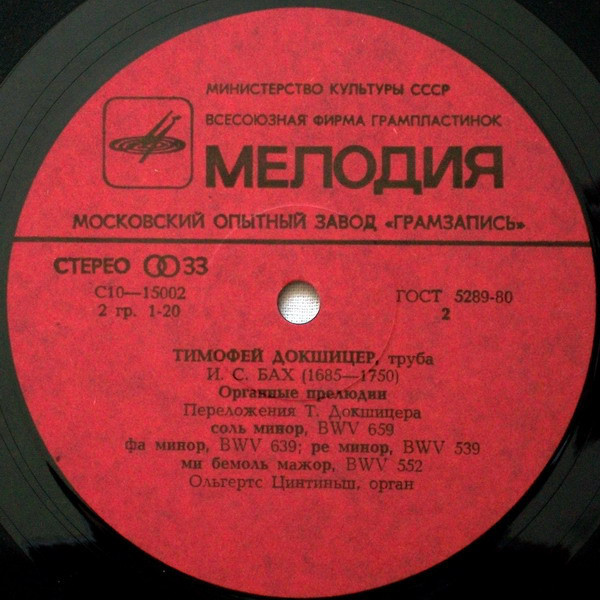 МИНИСТЕРСТВО КУЛЬТУРЫ СССР
ВСЕСОЮЗНАЯ ФИРМА ГРАМПЛАСТИНОК
МЕЛОДИЯ
МОСКОВСКИЙ ОПЫТНЫЙ ЗАВОД «ГРАМЗАПИСЬ»
СТЕРЕО 33
С10—15002
2 гр. 1-20
ГОСТ 5289-80
2
ТИМОФЕЙ ДОКШИЦЕР, труба
И. С. БАХ (1685—1750)
Органные прелюдии
Переложения Т. Докшицера
соль минор, BWV 659
фа минор, BWV 639; ре минор, BWV 539
ми бемоль мажор, BWV 552
Ольгертс Цинтиньш, орган